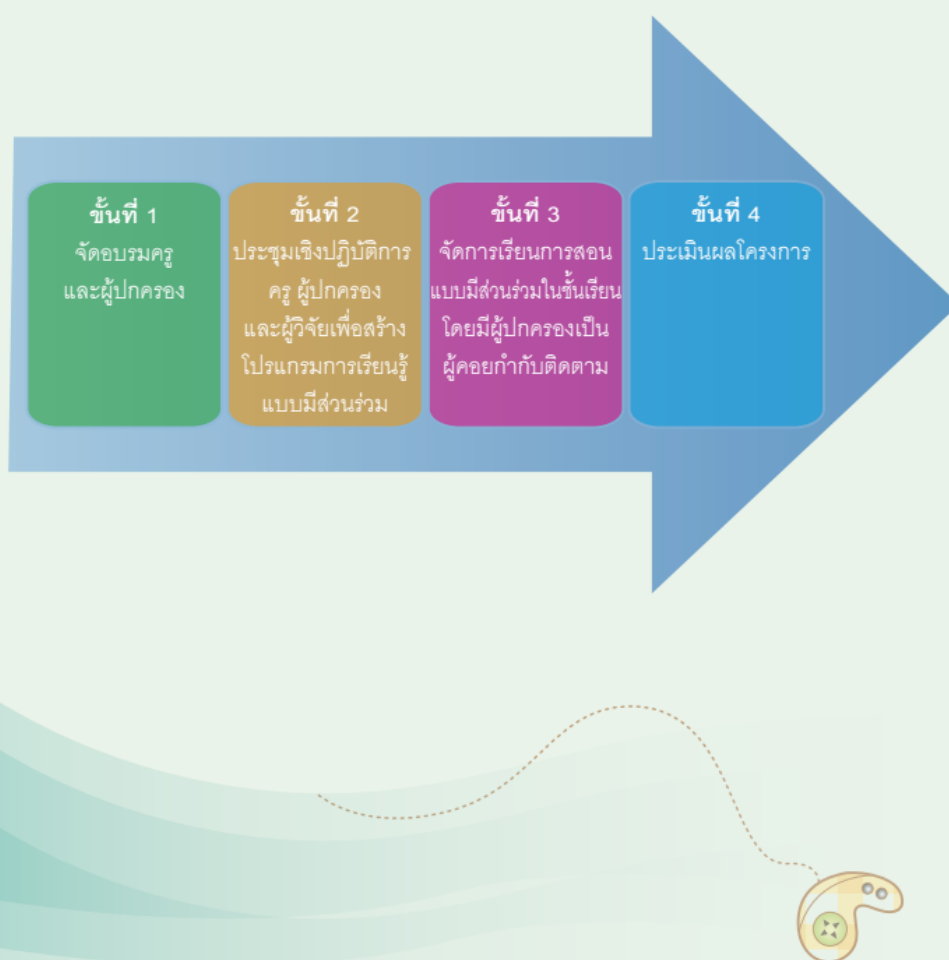 ขั้นที่ 1
จัดอบรมครู
และผู้ปกครอง
ขั้นที่ 2
ประชุมเชิงปฏิบัติการ
ครู ผู้ปกครอง
และผู้วิจัยเพื่อสร้าง
โปรแกรมการเรียนรู้
แบบมีส่วนร่วม
ขั้นที่ 3
จัดการเรียนการสอน
แบบมีส่วนร่วมในชั้นเรียน
โดยมีผู้ปกครองเป็น
ผู้คอยกำกับติดตาม
ขั้นที่ 4
ประเมินผลโครงการ